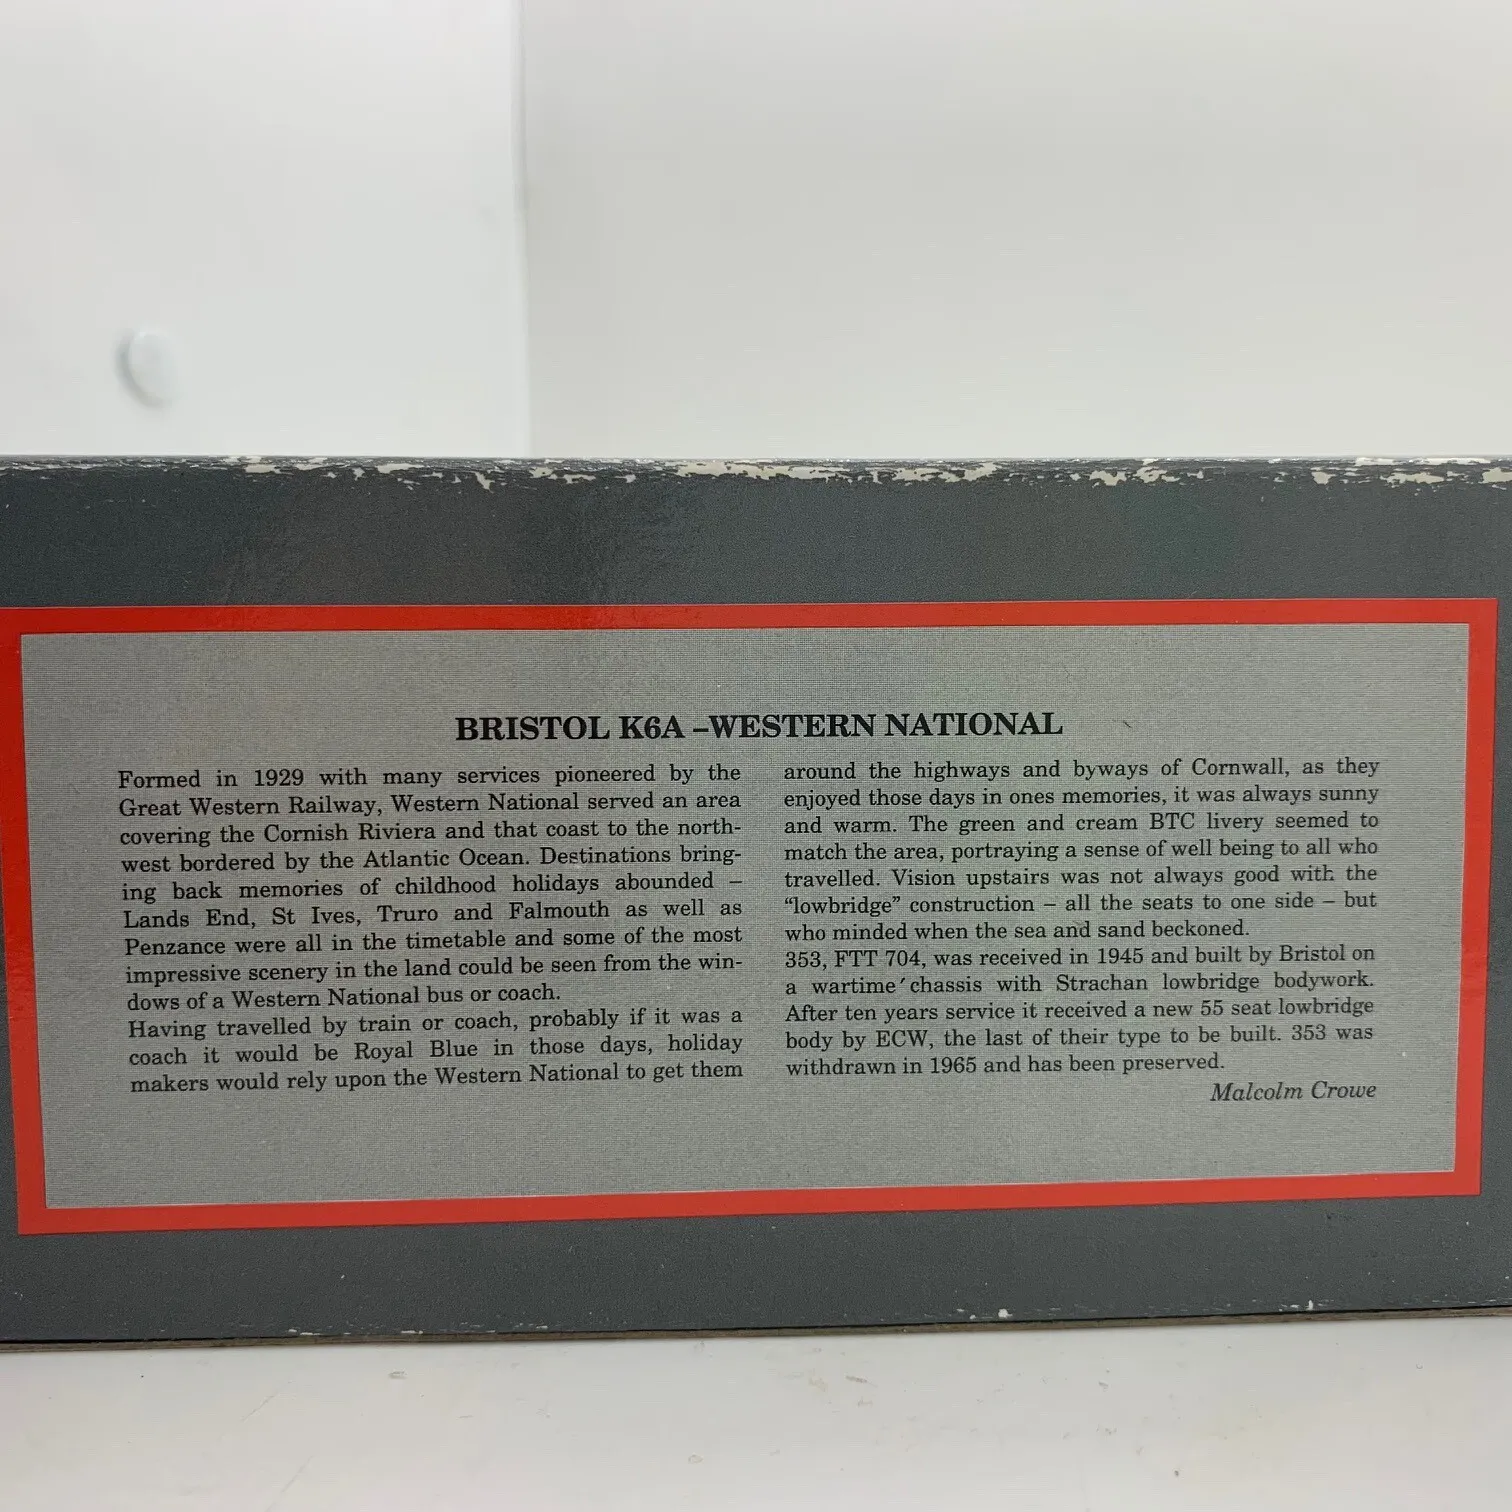 BRISTOL K6A –WESTERN NATIONAL
Formed in 1929 with many services pioneered by the
Great Western Railway, Western National served an area
covering the Cornish Riviera and that coast to the north-
west bordered by the Atlantic Ocean. Destinations bring-
ing back memories of childhood holidays abounded –
Lands End, St Ives, Truro and Falmouth as well as
Penzance were all in the timetable and some of the most
impressive scenery in the land could be seen from the win-
dows of a Western National bus or coach.
Having travelled by train or coach, probably if it was a
coach it would be Royal Blue in those days, holiday
makers would rely upon the Western National to get them
around the highways and byways of Cornwall, as they
enjoyed those days in ones memories, it was always sunny
and warm. The green and cream BTC livery seemed to
match the area, portraying a sense of well being to all who
travelled. Vision upstairs was not always good with the
“lowbridge” construction – all the seats to one side – but
who minded when the sea and sand beckoned.
353, FTT 704, was received in 1945 and built by Bristol on
a wartime chassis with Strachan lowbridge bodywork.
After ten years service it received a new 55 seat lowbridge
body by ECW, the last of their type to be built. 353 was
withdrawn in 1965 and has been preserved.
Malcolm Crowe